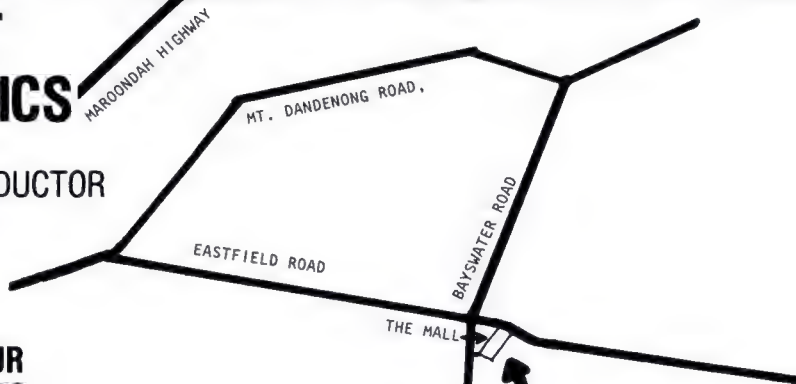 MAROONDAH HIGHWAY
ICS
MT. DANDENONG ROAD,
DUCTOR
BAYSWATER ROAD
EASTFIELD ROAD
THE MALL
UR